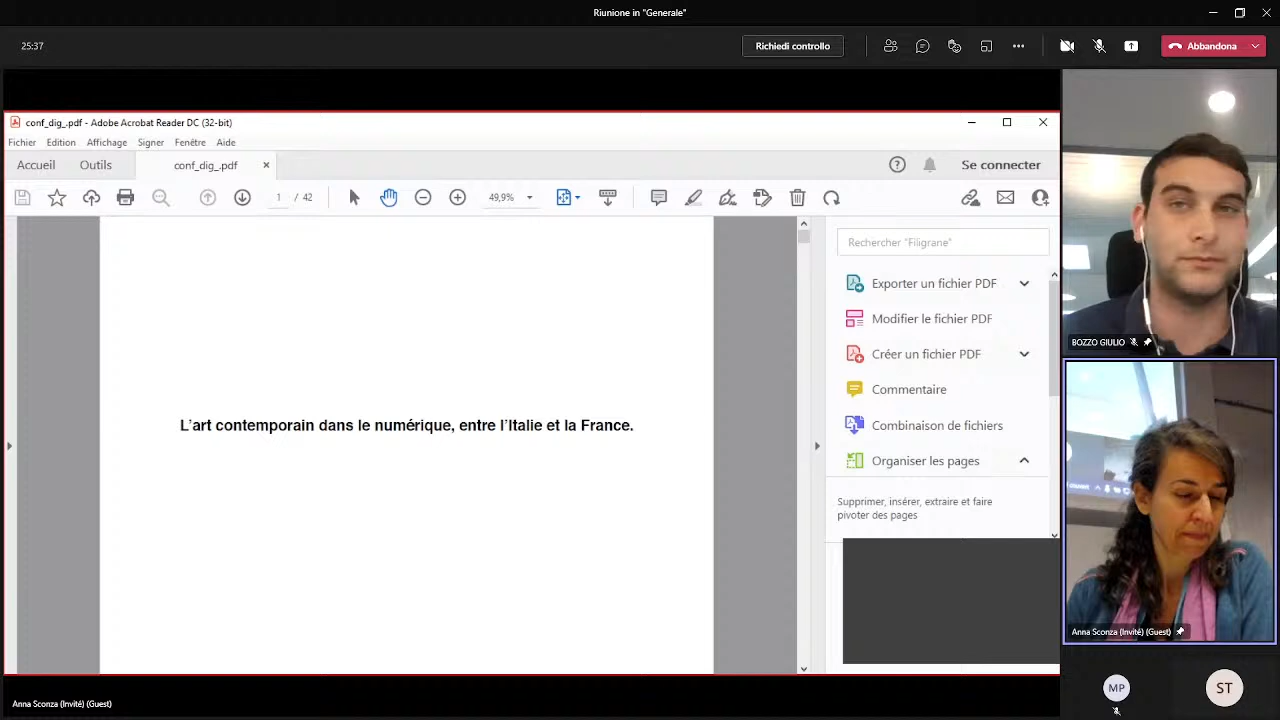 Riunione in "Generale"
25:37
Richiedi controllo
Abbandona
conf_dig_.pdf - Adobe Acrobat Reader DC (32-bit)
Fichier Edition Affichage Signer Fenêtre Aide
Accueil Outils conf_dig_.pdf Se connecter
1 / 42 49,9%
Rechercher "Filigrane"
Exporter un fichier PDF
Modifier le fichier PDF
Créer un fichier PDF
Commentaire
Combinaison de fichiers
Organiser les pages
Supprimer, insérer, extraire et faire
pivoter des pages
L’art contemporain dans le numérique, entre l’Italie et la France.
BOZZO GIULIO
Anna Sconza (Invité) (Guest)
MP ST
Anna Sconza (Invité) (Guest)